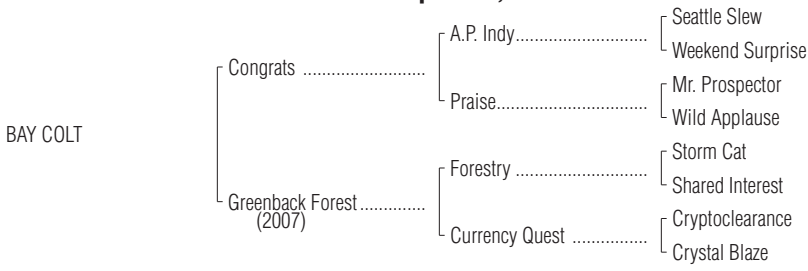 Seattle Slew
A.P. Indy..............................
Weekend Surprise
Congrats ............................
Mr. Prospector
Praise..................................
Wild Applause
BAY COLT
Storm Cat
Forestry ..............................
Shared Interest
Greenback Forest...............
(2007)
Cryptoclearance
Currency Quest .................
Crystal Blaze